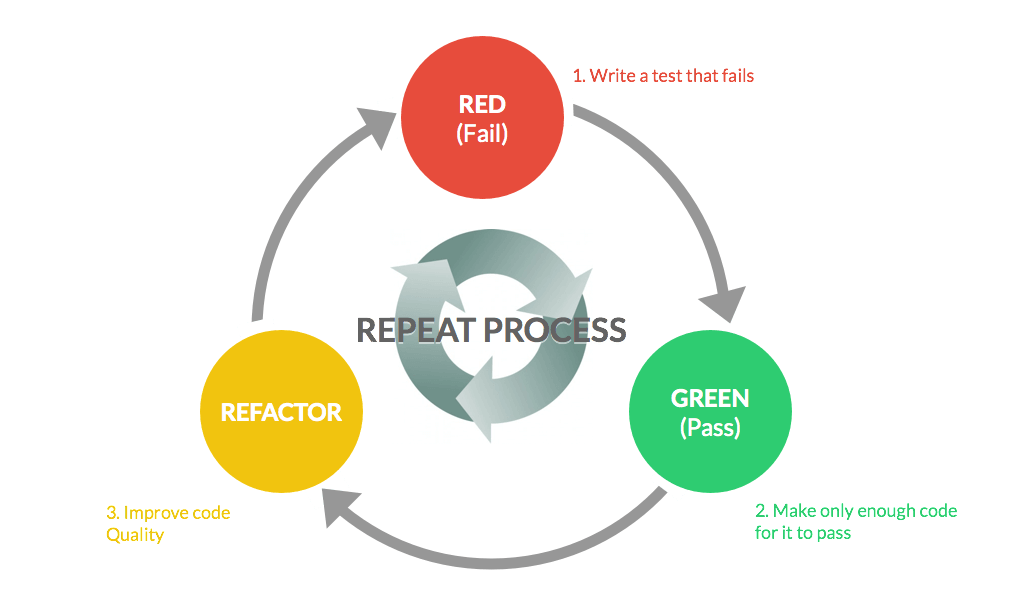 RED
(Fail)
1. Write a test that fails
REPEAT PROCESS
GREEN
(Pass)
2. Make only enough code
for it to pass
REFACTOR
3. Improve code
Quality